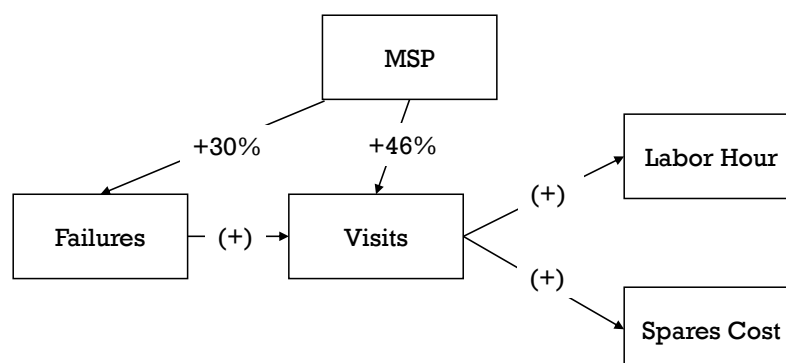 MSP
+30%
+46%
Labor Hour
(+)
Failures
(+)
Visits
(+)
Spares Cost